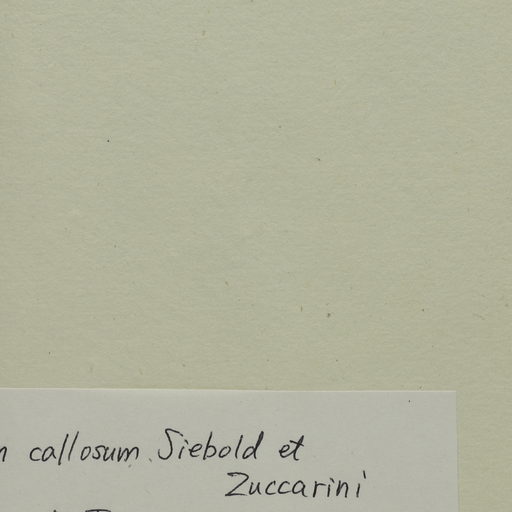 callosum Siebold et
Zuccarini